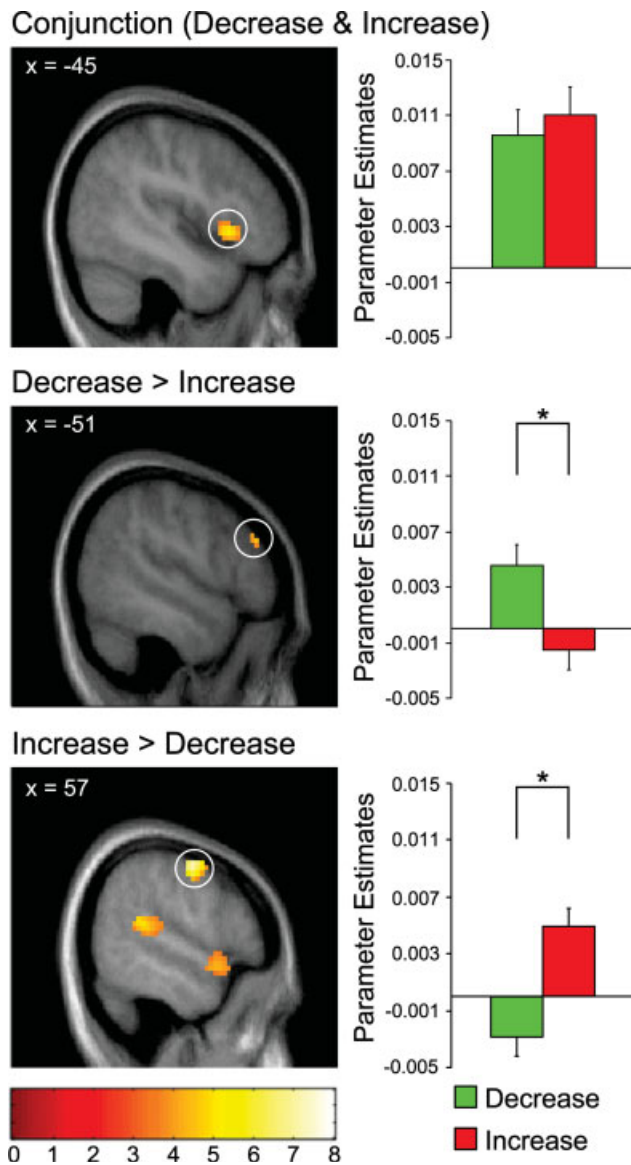 Conjunction (Decrease & Increase)
x = -45
Parameter Estimates
0.015
0.011
0.007
0.003
-0.001
-0.005
Decrease > Increase
x = -51
Parameter Estimates
0.015
0.011
0.007
0.003
-0.001
-0.005
*
Increase > Decrease
x = 57
Parameter Estimates
0.015
0.011
0.007
0.003
-0.001
-0.005
*
0 1 2 3 4 5 6 7 8
Decrease
Increase